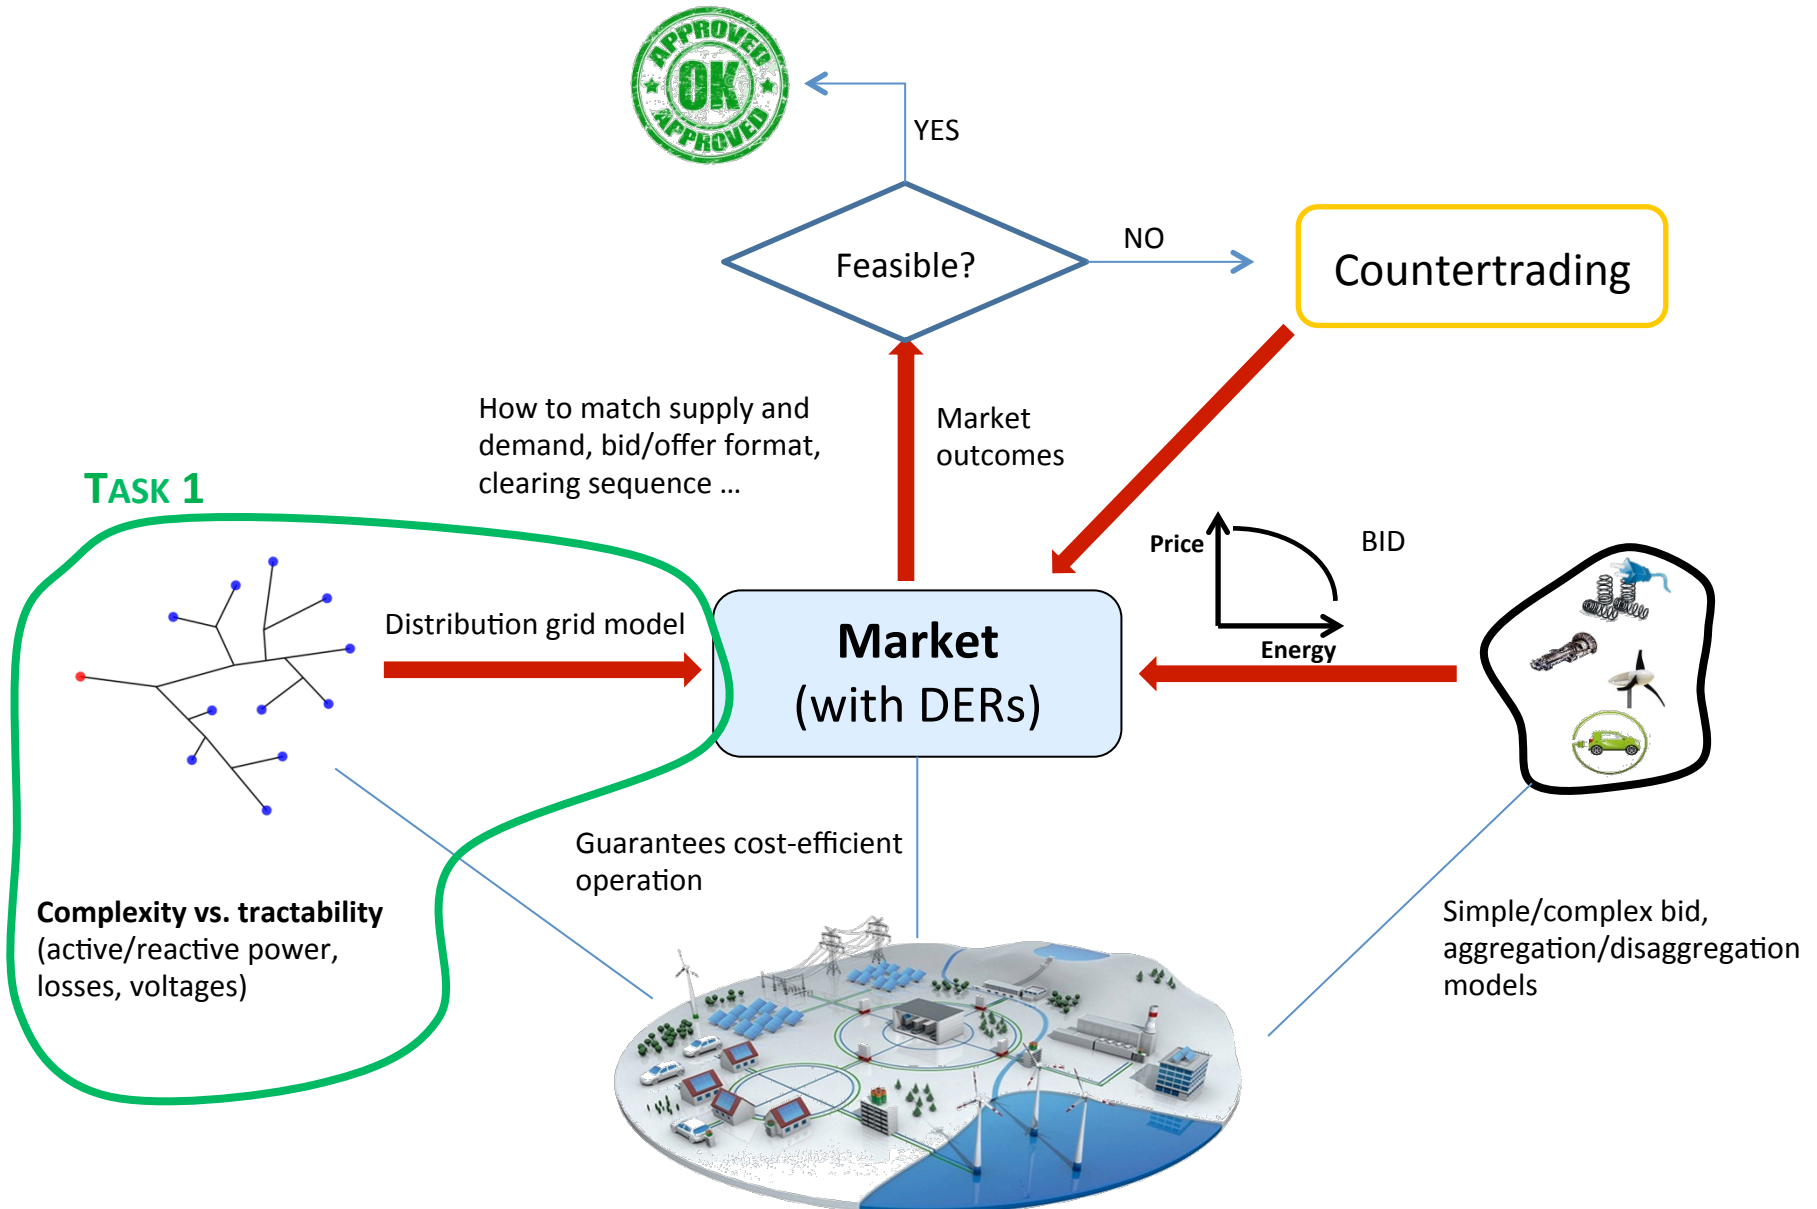 APPROVED
OK
APPROVED
YES
Feasible?
NO
Countertrading
How to match supply and
demand, bid/offer format,
clearing sequence ...
Market
outcomes
TASK 1
Price
BID
Energy
Distribution grid model
Market
(with DERs)
Guarantees cost-efficient
operation
Complexity vs. tractability
(active/reactive power,
losses, voltages)
Simple/complex bid,
aggregation/disaggregation
models